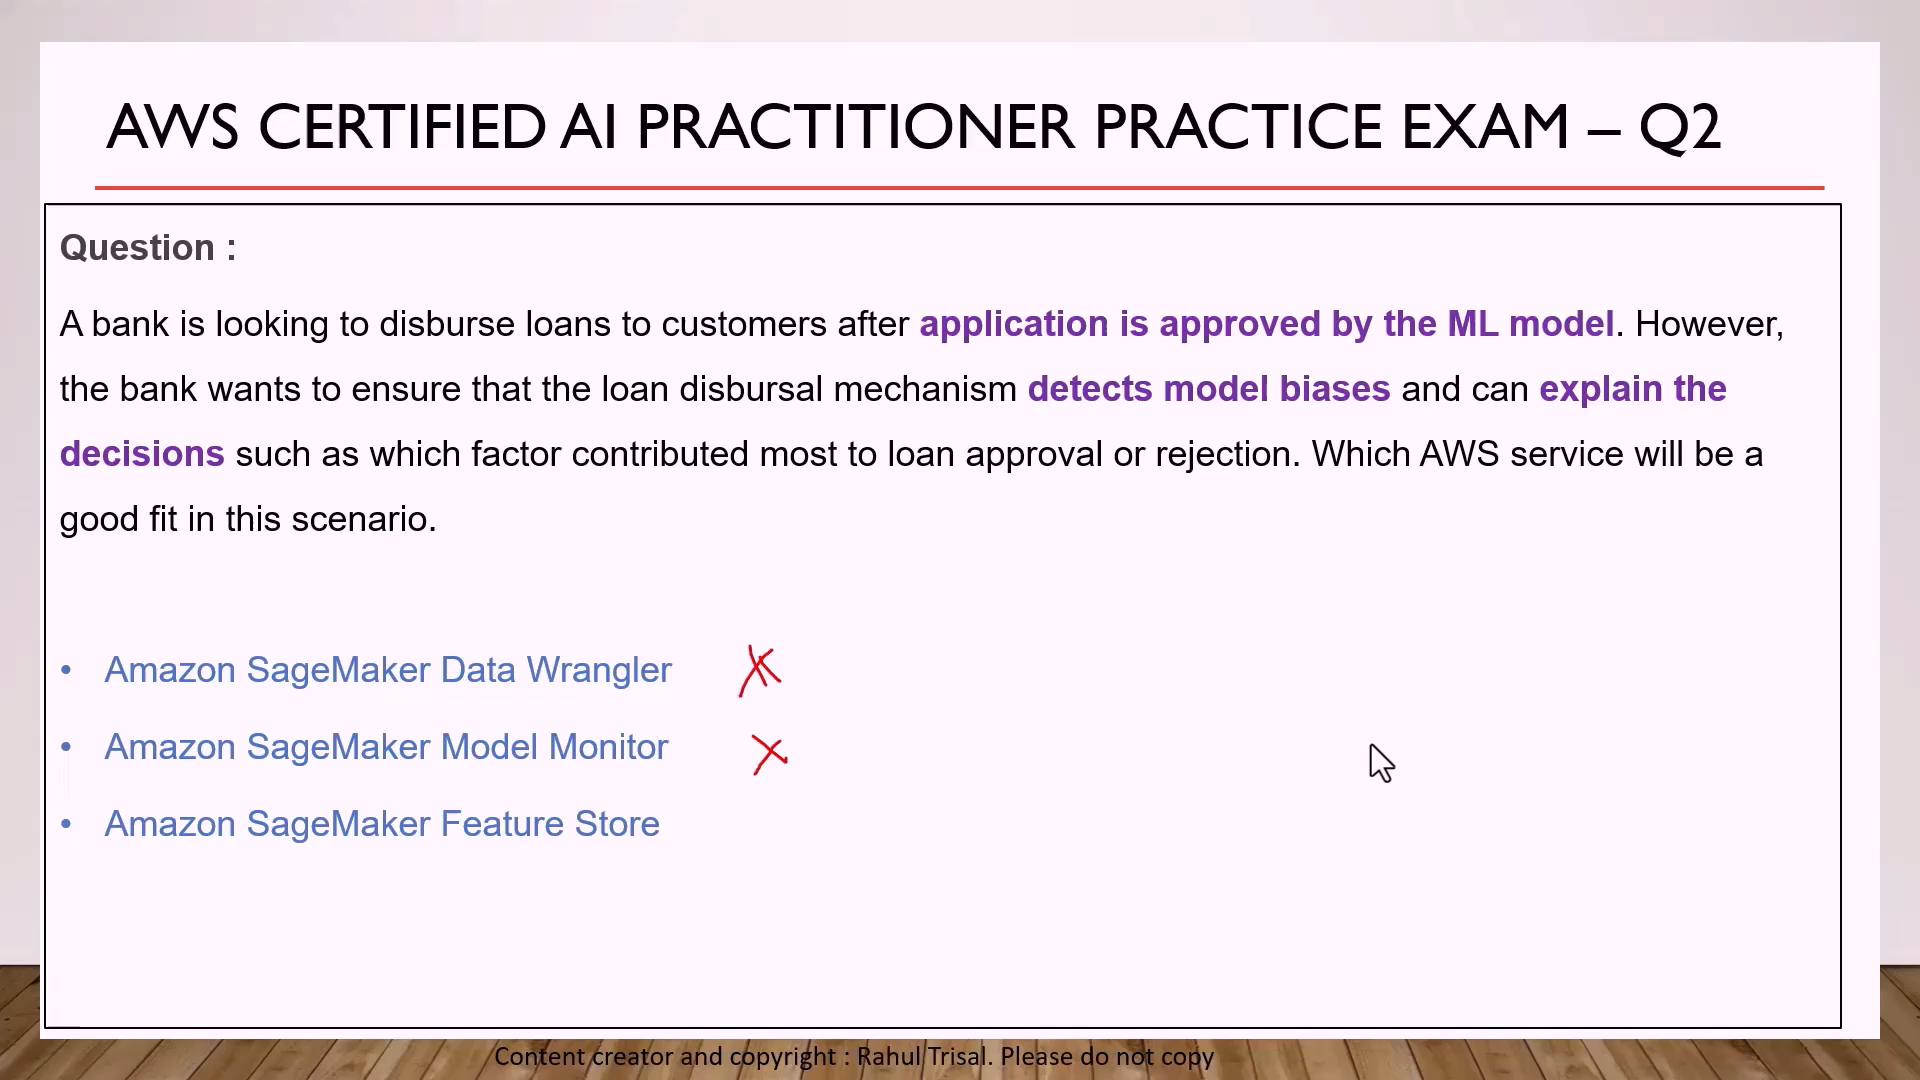 AWS CERTIFIED AI PRACTITIONER PRACTICE EXAM – Q2
Question :
A bank is looking to disburse loans to customers after application is approved by the ML model. However,
the bank wants to ensure that the loan disbursal mechanism detects model biases and can explain the
decisions such as which factor contributed most to loan approval or rejection. Which AWS service will be a
good fit in this scenario.
• Amazon SageMaker Data Wrangler
• Amazon SageMaker Model Monitor
• Amazon SageMaker Feature Store
Content creator and copyright : Rahul Trisal. Please do not copy